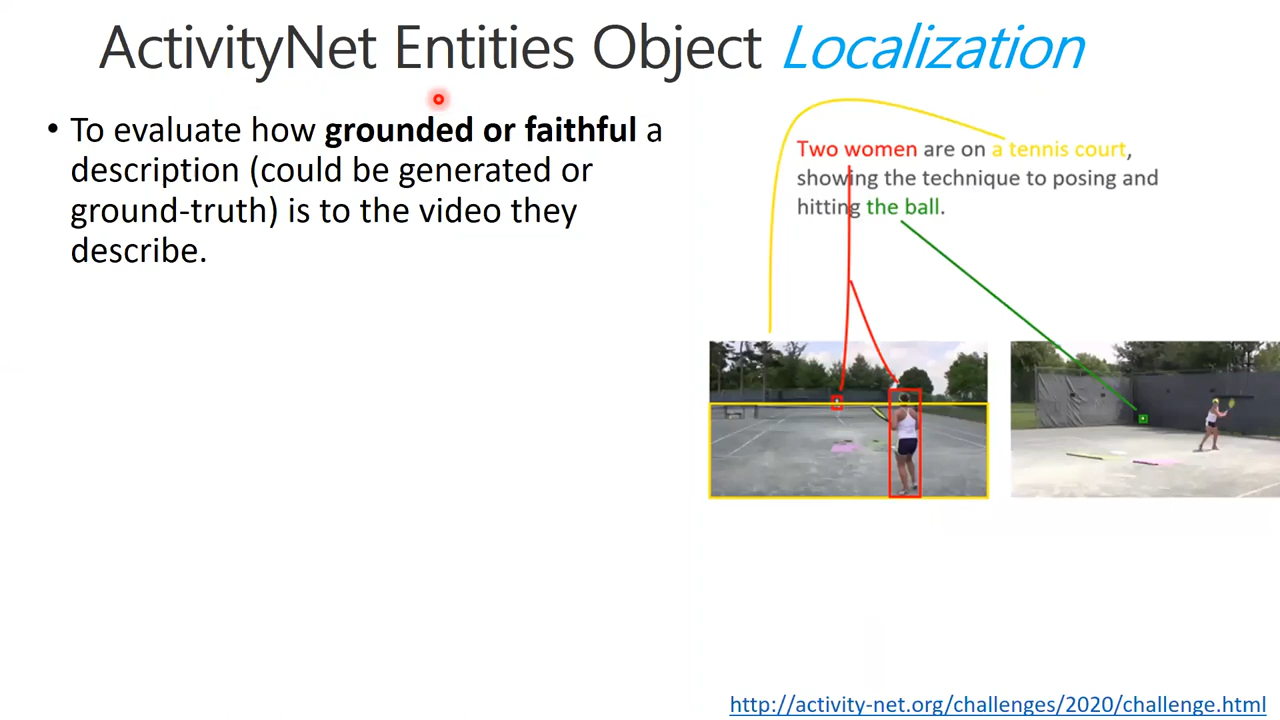 ActivityNet Entities Object Localization
• To evaluate how grounded or faithful a
description (could be generated or
ground-truth) is to the video they
describe.
Two women are on a tennis court,
showing the technique to posing and
hitting the ball.
http://activity-net.org/challenges/2020/challenge.html